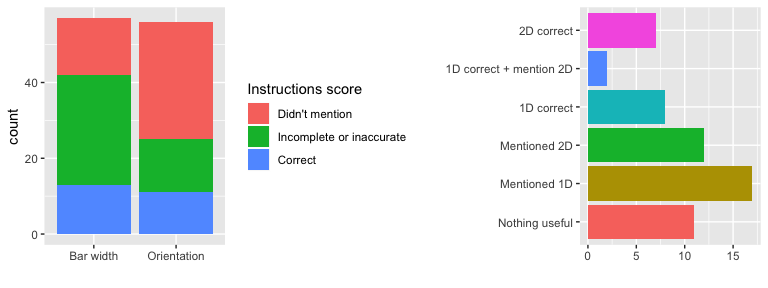 count
40
20
0
Bar width
Orientation
Instructions score
Didn't mention
Incomplete or inaccurate
Correct
2D correct
1D correct + mention 2D
1D correct
Mentioned 2D
Mentioned 1D
Nothing useful
0 5 10 15